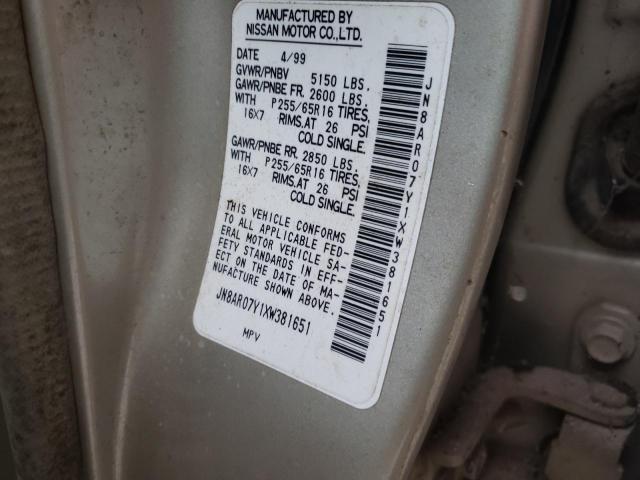 MANUFACTURED BY
NISSAN MOTOR CO.,LTD.
DATE 4/99
GVWR/PNBV 5150 LBS.
GAWR/PNBE FR. 2600 LBS.
WITH P255/65R16 TIRES,
16X7 RIMS,AT 26 PSI
COLD SINGLE.
GAWR/PNBE RR. 2850 LBS.
WITH P255/65R16 TIRES,
16X7 RIMS,AT 26 PSI
COLD SINGLE.
THIS VEHICLE CONFORMS
TO ALL APPLICABLE FED-
ERAL MOTOR VEHICLE SA-
FETY STANDARDS IN EFF-
ECT ON THE DATE OF MA-
NUFACTURE SHOWN ABOVE.
JN8AR07Y1XW381651
MPV
JN8AR07Y1XW381651